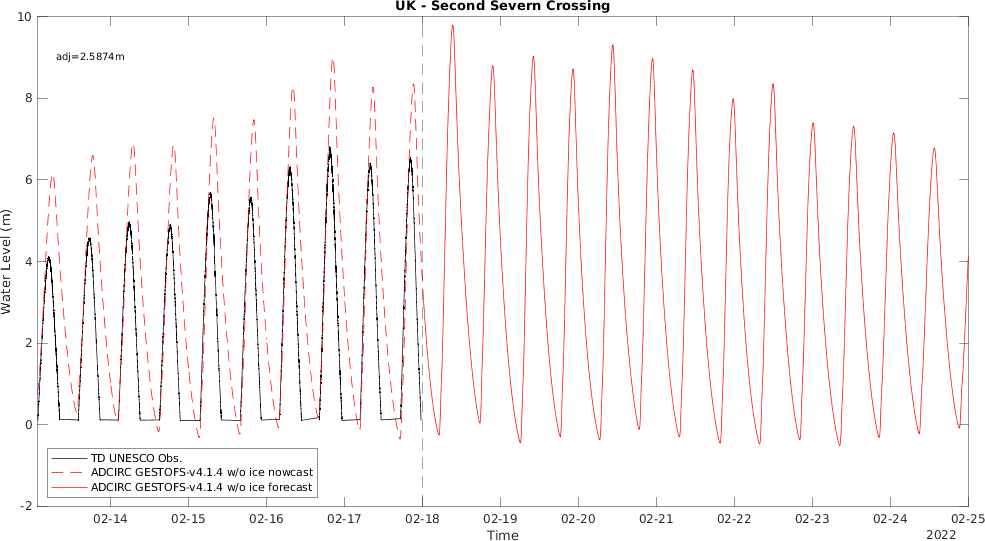 UK - Second Severn Crossing
adj=2.5874m
Water Level (m)
10
8
6
4
2
0
-2
TD UNESCO Obs.
ADCIRC GESTOFS-v4.1.4 w/o ice nowcast
ADCIRC GESTOFS-v4.1.4 w/o ice forecast
02-14 02-15 02-16 02-17 02-18 02-19 02-20 02-21 02-22 02-23 02-24 02-25
Time
2022